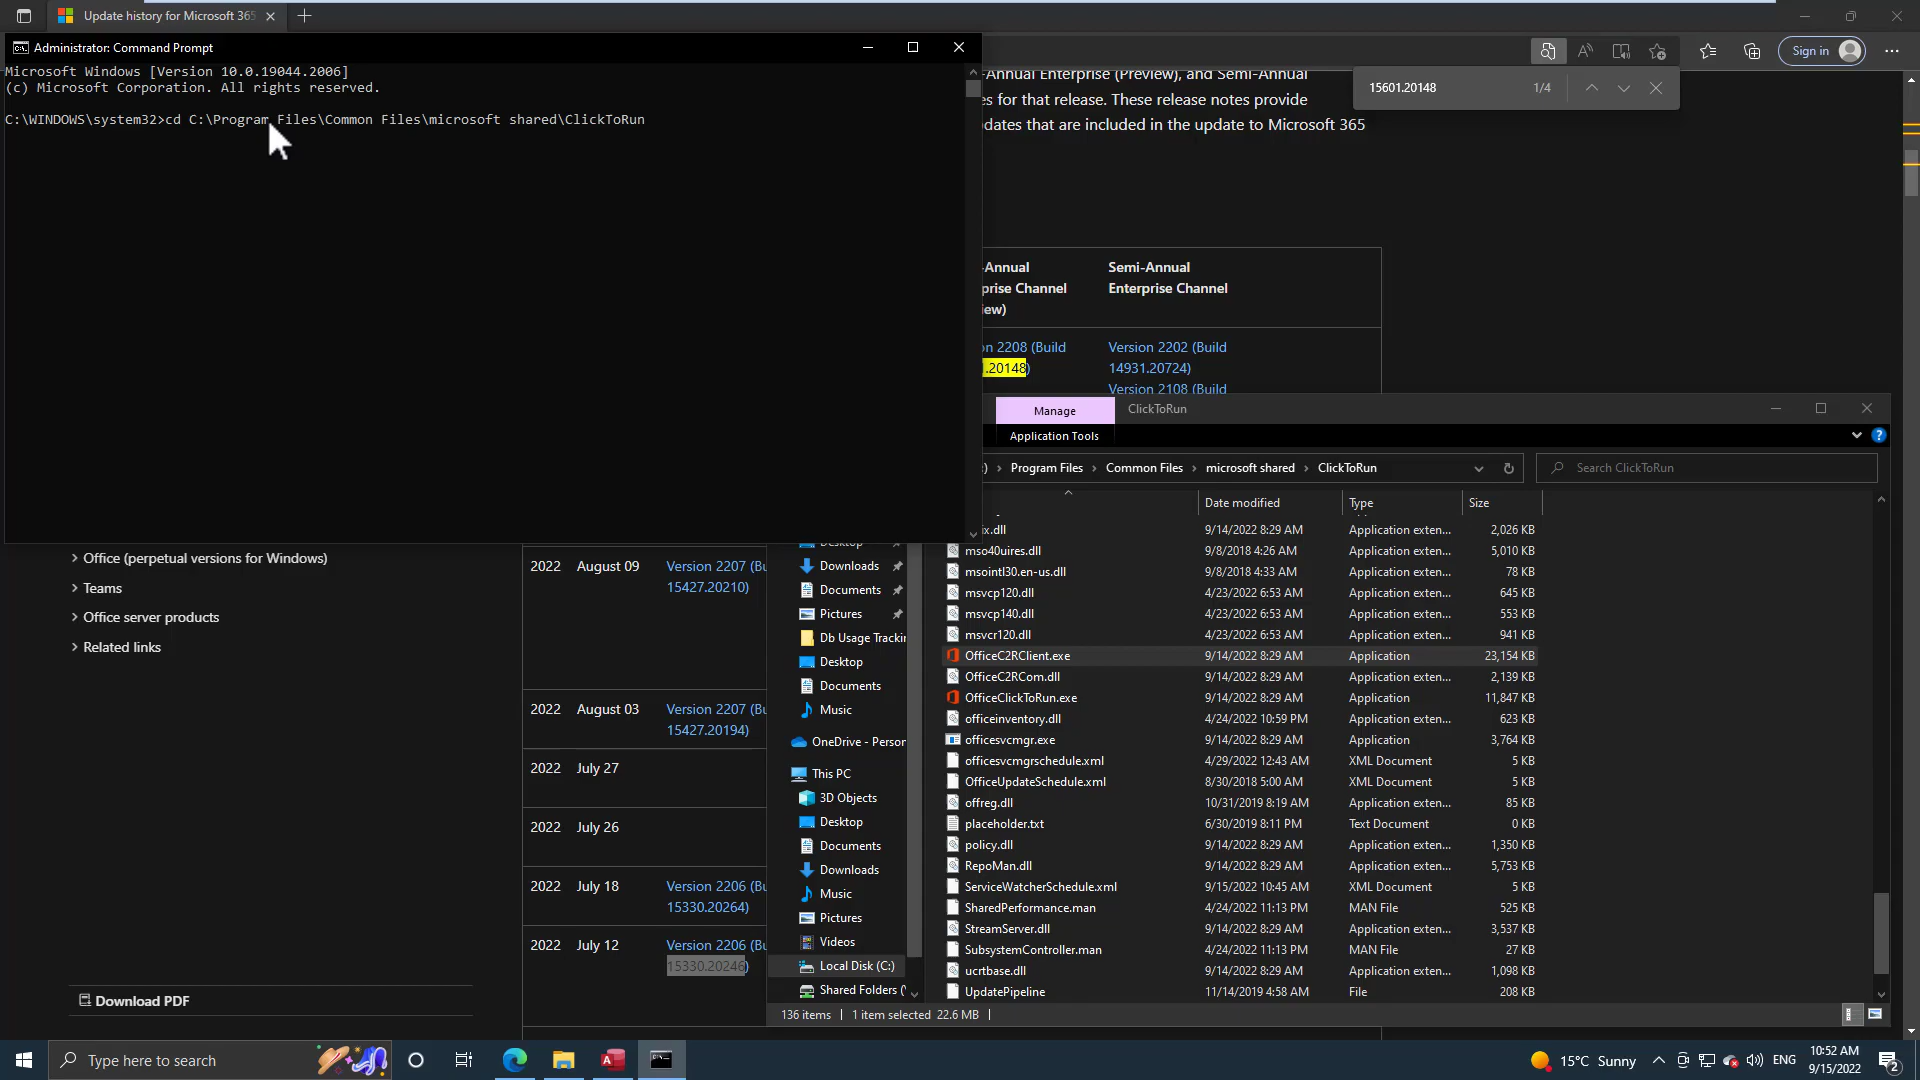 Update history for Microsoft 365
Administrator: Command Prompt
Microsoft Windows [Version 10.0.19044.2006]
(c) Microsoft Corporation. All rights reserved.
C:\WINDOWS\system32>cd C:\Program Files\Common Files\microsoft shared\ClickToRun
Sign in
15601.20148
1/4
-Annual Enterprise (Preview), and Semi-Annual
es for that release. These release notes provide
pdates that are included in the update to Microsoft 365
-Annual
prise Channel
iew)
Semi-Annual
Enterprise Channel
on 2208 (Build
.20148)
Version 2202 (Build
14931.20724)
Version 2108 (Build
Manage
ClickToRun
Application Tools
Program Files
Common Files
microsoft shared
ClickToRun
Search ClickToRun
Date modified
Type
Size
ix.dll 9/14/2022 8:29 AM Application exten... 2,026 KB
mso40uires.dll 9/8/2018 4:26 AM Application exten... 5,010 KB
msointl30.en-us.dll 9/8/2018 4:33 AM Application exten... 78 KB
msvcp120.dll 4/23/2022 6:53 AM Application exten... 645 KB
msvcp140.dll 4/23/2022 6:53 AM Application exten... 553 KB
msvcr120.dll 4/23/2022 6:53 AM Application exten... 941 KB
OfficeC2RClient.exe 9/14/2022 8:29 AM Application 23,154 KB
OfficeC2RCom.dll 9/14/2022 8:29 AM Application exten... 2,139 KB
OfficeClickToRun.exe 9/14/2022 8:29 AM Application 11,847 KB
officeinventory.dll 4/24/2022 10:59 PM Application exten... 623 KB
officesvcmgr.exe 9/14/2022 8:29 AM Application 3,764 KB
officesvcmgrschedule.xml 4/29/2022 12:43 AM XML Document 5 KB
OfficeUpdateSchedule.xml 8/30/2018 5:00 AM XML Document 5 KB
offreg.dll 10/31/2019 8:19 AM Application exten... 85 KB
placeholder.txt 6/30/2019 8:11 PM Text Document 0 KB
policy.dll 9/14/2022 8:29 AM Application exten... 1,350 KB
RepoMan.dll 9/14/2022 8:29 AM Application exten... 5,753 KB
ServiceWatcherSchedule.xml 9/15/2022 10:45 AM XML Document 5 KB
SharedPerformance.man 4/24/2022 11:13 PM MAN File 525 KB
StreamServer.dll 9/14/2022 8:29 AM Application exten... 3,537 KB
SubsystemController.man 4/24/2022 11:13 PM MAN File 27 KB
ucrtbase.dll 9/14/2022 8:29 AM Application exten... 1,098 KB
UpdatePipeline 11/14/2019 4:58 AM File 208 KB
136 items
1 item selected 22.6 MB
Desktop
Downloads
Documents
Pictures
Db Usage Trackin
Desktop
Documents
Music
OneDrive - Person
This PC
3D Objects
Desktop
Documents
Downloads
Music
Pictures
Videos
Local Disk (C:)
Shared Folders (
Office (perpetual versions for Windows)
Teams
Office server products
Related links
Download PDF
2022 August 09 Version 2207 (Bu
15427.20210)
2022 August 03 Version 2207 (Bu
15427.20194)
2022 July 27
2022 July 26
2022 July 18 Version 2206 (Bu
15330.20264)
2022 July 12 Version 2206 (Bu
15330.20246)
Type here to search
15°C Sunny
ENG
10:52 AM
9/15/2022
2